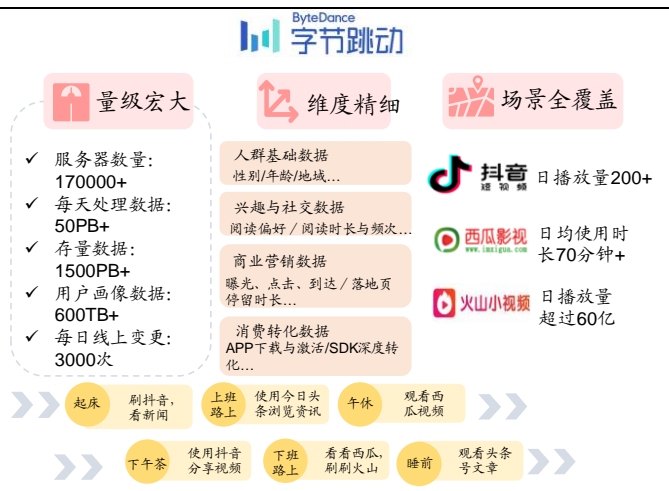 ByteDance
字节跳动
量级宏大
服务器数量：
170000+
每天处理数据：
50PB+
存量数据：
1500PB+
用户画像数据：
600TB+
每日线上变更：
3000次
维度精细
人群基础数据
性别/年龄/地域…
兴趣与社交数据
阅读偏好 / 阅读时长与频次…
商业营销数据
曝光、点击、到达 / 落地页
停留时长…
消费转化数据
APP下载与激活/SDK深度转
化…
场景全覆盖
抖音
短视频
日播放量200+
西瓜影视
www.imzigua.com
日均使用时
长70分钟+
火山小视频
日播放量
超过60亿
起床
刷抖音，
看新闻
上班
路上
使用今日头
条浏览资讯
午休
观看西
瓜视频
下午茶
使用抖音
分享视频
下班
路上
看看西瓜，
刷刷火山
睡前
观看头条
号文章